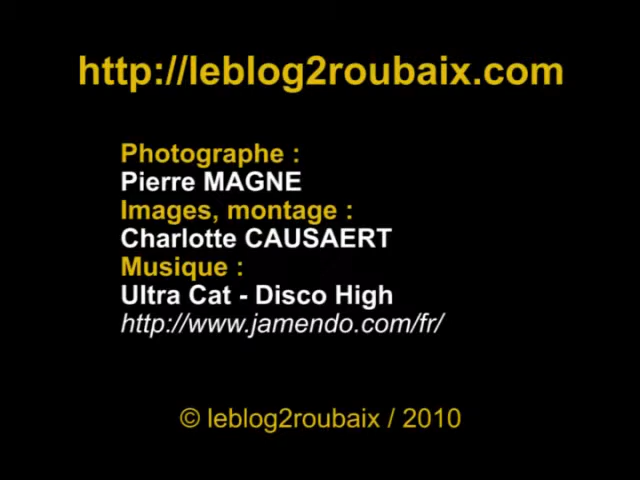 http://leblog2roubaix.com
Photographe :
Pierre MAGNE
Images, montage :
Charlotte CAUSAERT
Musique :
Ultra Cat - Disco High
http://www.jamendo.com/fr/
© leblog2roubaix / 2010